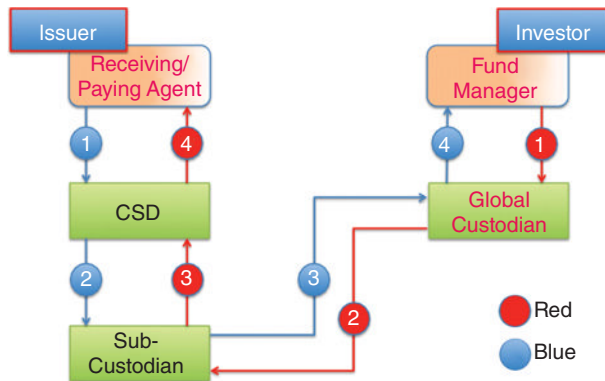 Issuer
Investor
Receiving/
Paying Agent
Fund
Manager
1
4
4
1
CSD
Global
Custodian
2
3
3
2
Sub-
Custodian
Red
Blue